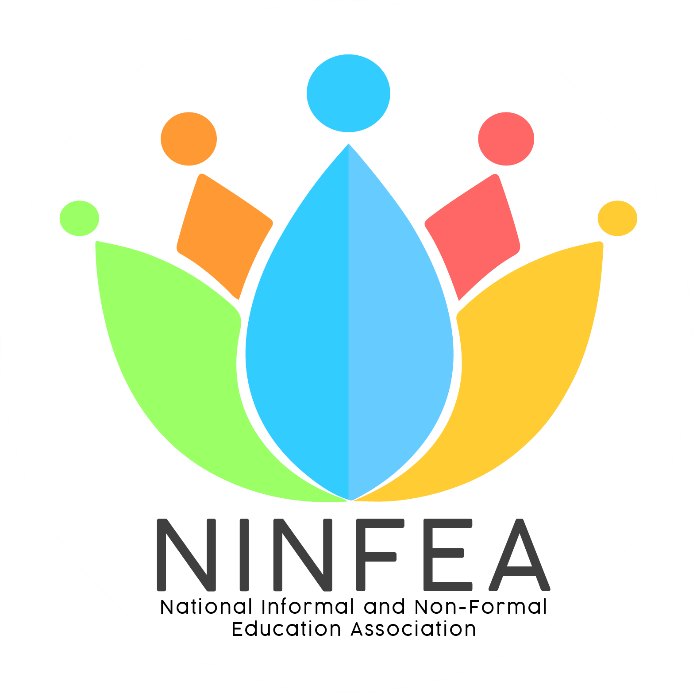 NINFEA
National Informal and Non-Formal
Education Association